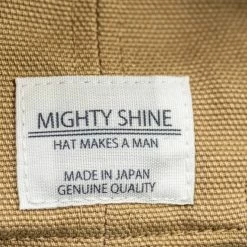 MIGHTY SHINE
HAT MAKES A MAN
MADE IN JAPAN
GENUINE QUALITY